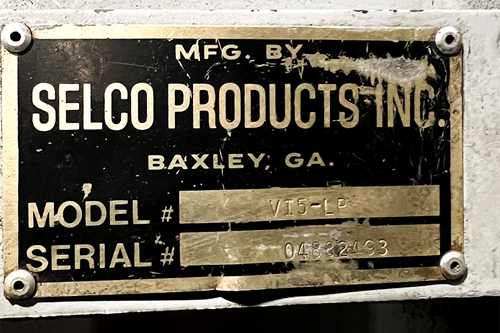 MFG. BY
SELCO PRODUCTS INC.
BAXLEY, GA.
MODEL # VI5-LP
SERIAL # 04882493